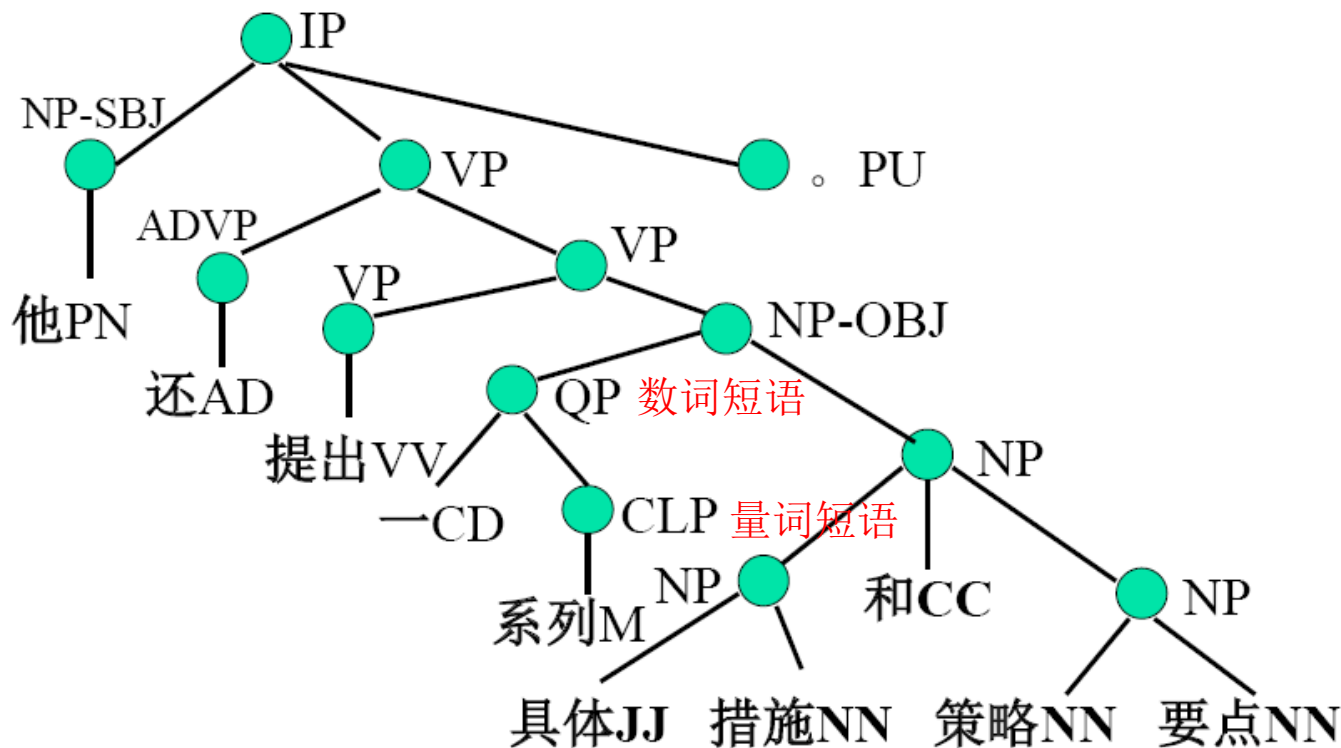 IP
NP-SBJ
VP
。PU
ADVP
VP
VP
他PN
NP-OBJ
还AD
QP 数词短语
提出VV
NP
一CD
CLP 量词短语
NP
和CC
NP
系列M
具体JJ 措施NN 策略NN 要点NN